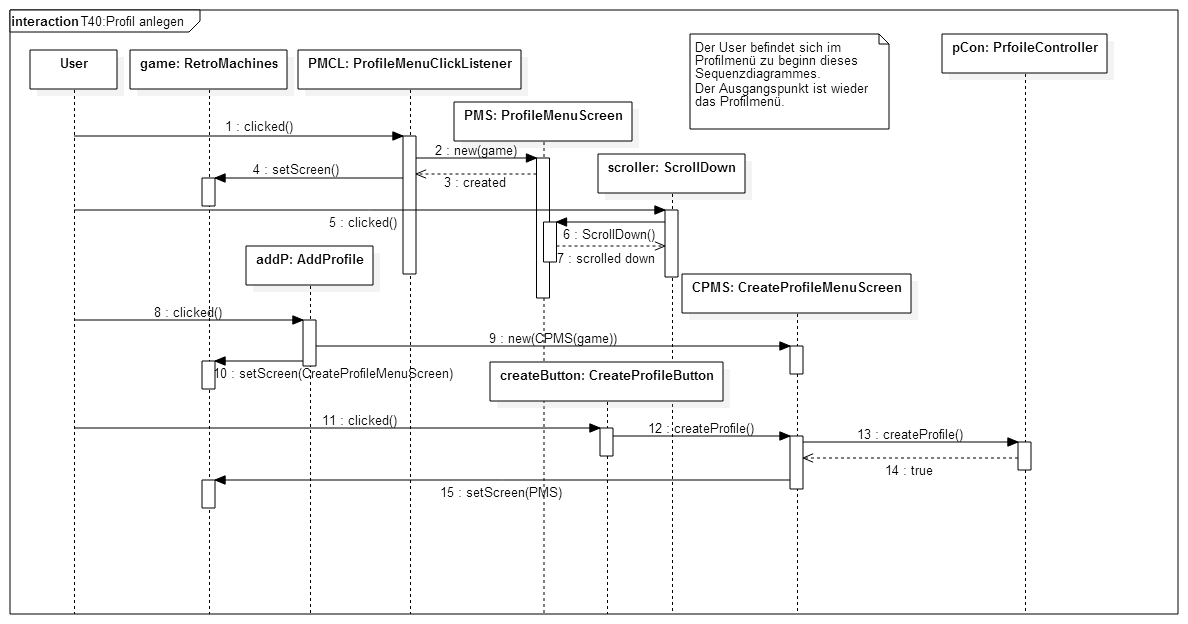 interaction T40:Profil anlegen
User
game: RetroMachines
PMCL: ProfileMenuClickListener
Der User befindet sich im
Profilmenü zu beginn dieses
Sequenzdiagrammes.
Der Ausgangspunkt ist wieder
das Profilmenü.
pCon: PrfoileController
PMS: ProfileMenuScreen
1 : clicked()
2 : new(game)
4 : setScreen()
3 : created
scroller: ScrollDown
5 : clicked()
6 : ScrollDown()
7 : scrolled down
addP: AddProfile
CPMS: CreateProfileMenuScreen
8 : clicked()
9 : new(CPMS(game))
10 : setScreen(CreateProfileMenuScreen)
createButton: CreateProfileButton
11 : clicked()
12 : createProfile()
13 : createProfile()
14 : true
15 : setScreen(PMS)